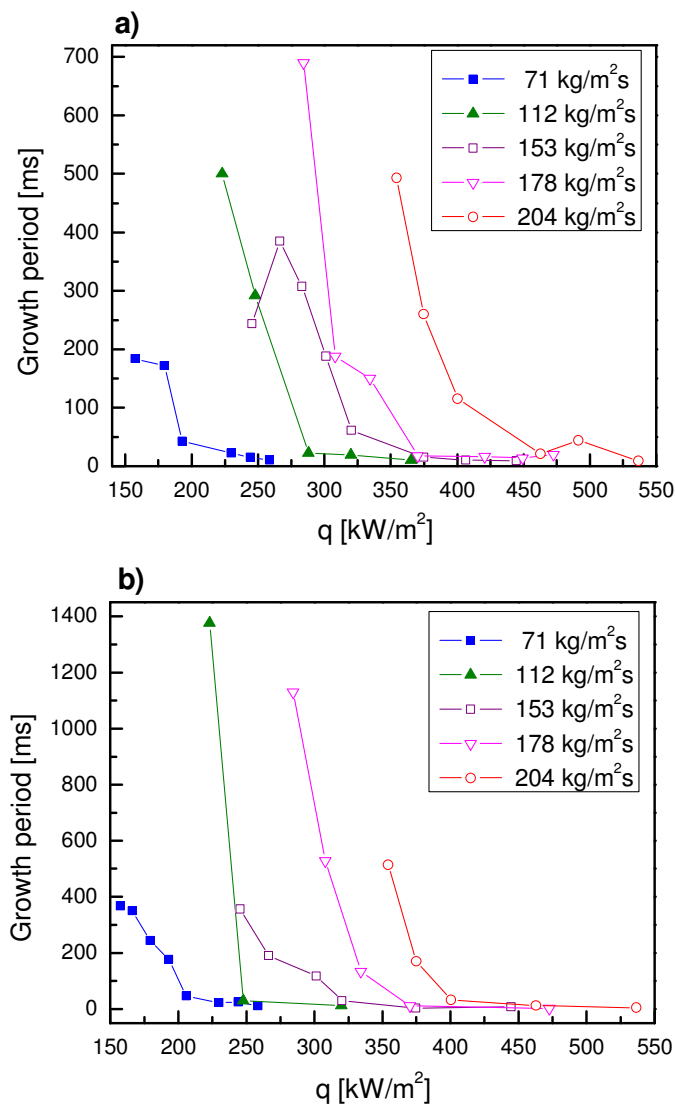 a)
700
600
500
400
300
200
100
0
Growth period [ms]
71 kg/m²s
112 kg/m²s
153 kg/m²s
178 kg/m²s
204 kg/m²s
150 200 250 300 350 400 450 500 550
q [kW/m²]
b)
1400
1200
1000
800
600
400
200
0
Growth period [ms]
71 kg/m²s
112 kg/m²s
153 kg/m²s
178 kg/m²s
204 kg/m²s
150 200 250 300 350 400 450 500 550
q [kW/m²]